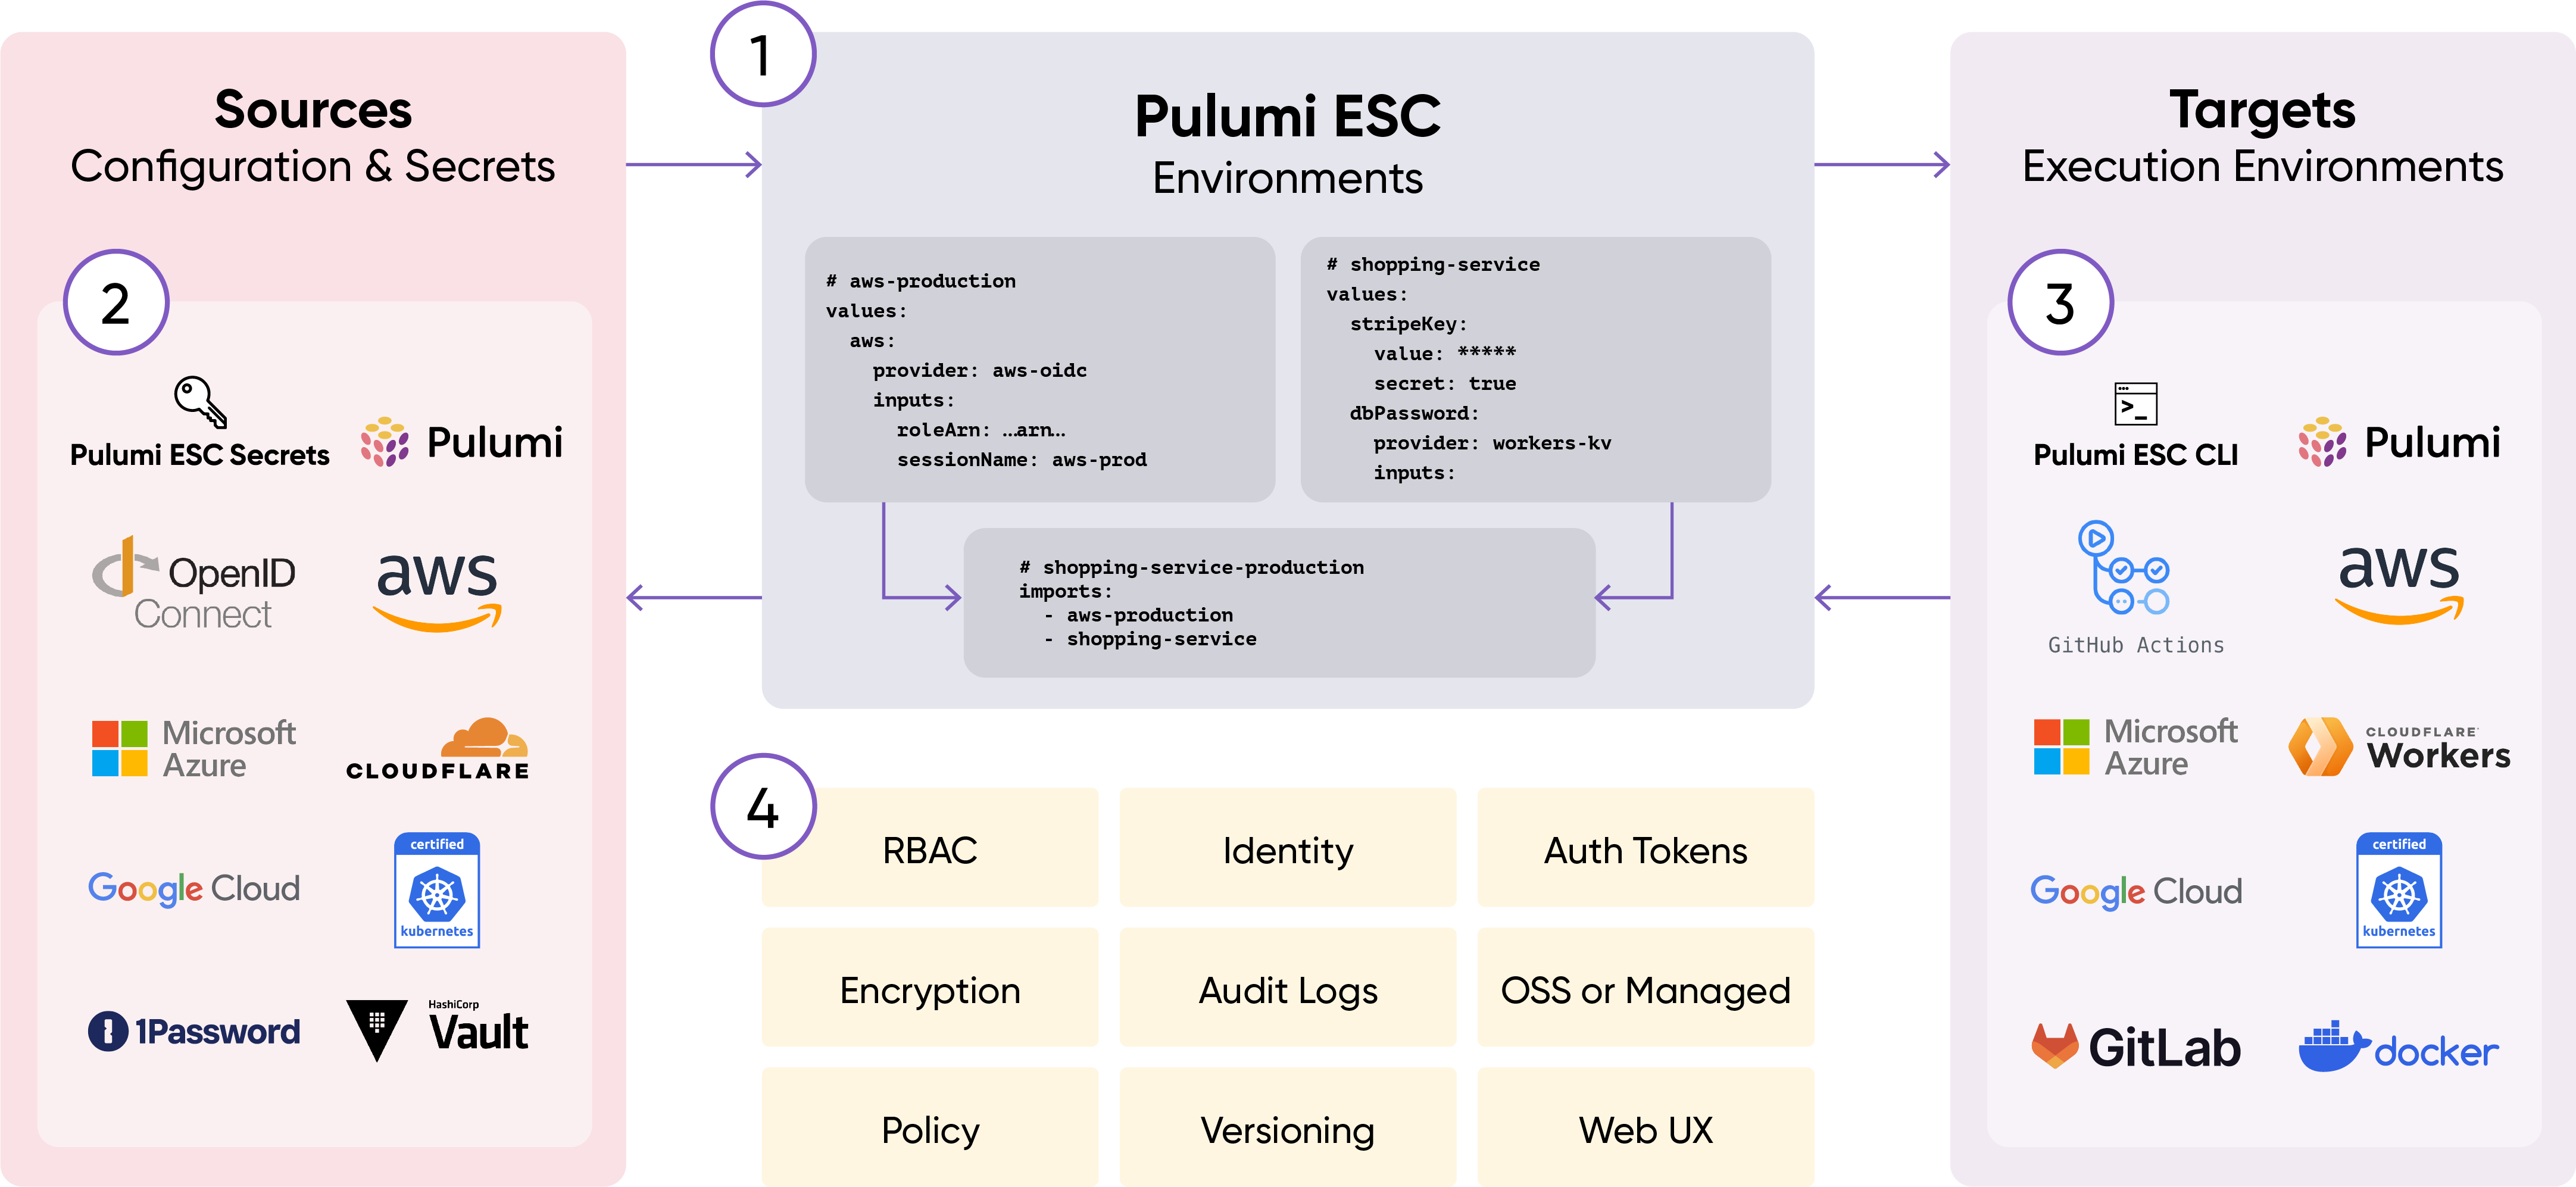 Sources
Configuration & Secrets
2
Pulumi ESC Secrets
Pulumi
OpenID
Connect
aws
Microsoft
Azure
CLOUDFLARE
Google Cloud
certified
kubernetes
1Password
HashiCorp
Vault
1
Pulumi ESC
Environments
# aws-production
values:
  aws:
    provider: aws-oidc
    inputs:
      roleArn: …arn…
      sessionName: aws-prod
# shopping-service
values:
  stripeKey:
    value: *****
    secret: true
  dbPassword:
    provider: workers-kv
    inputs:
# shopping-service-production
imports:
  - aws-production
  - shopping-service
4
RBAC
Identity
Auth Tokens
Encryption
Audit Logs
OSS or Managed
Policy
Versioning
Web UX
Targets
Execution Environments
3
>_
Pulumi ESC CLI
Pulumi
GitHub Actions
aws
Microsoft
Azure
CLOUDFLARE
Workers
Google Cloud
certified
kubernetes
GitLab
docker